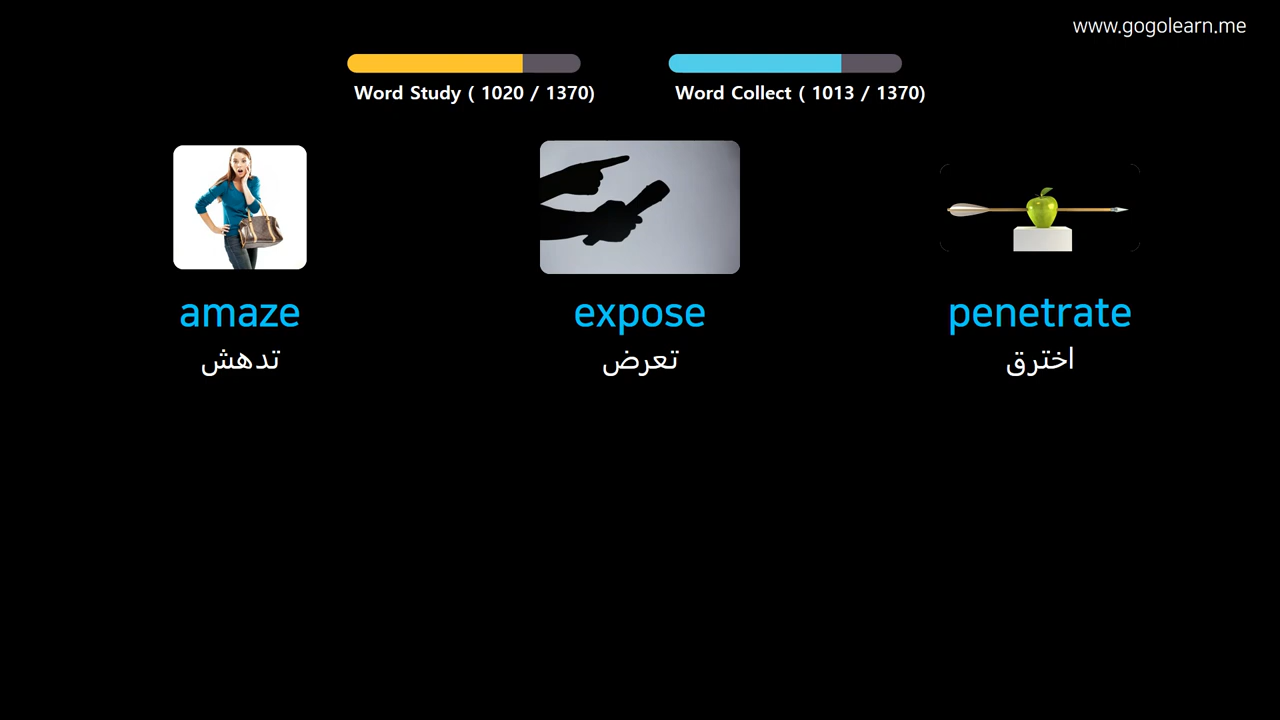 www.gogolearn.me
Word Study ( 1020 / 1370)
Word Collect ( 1013 / 1370)
amaze
تدهش
expose
تعرض
penetrate
اخترق